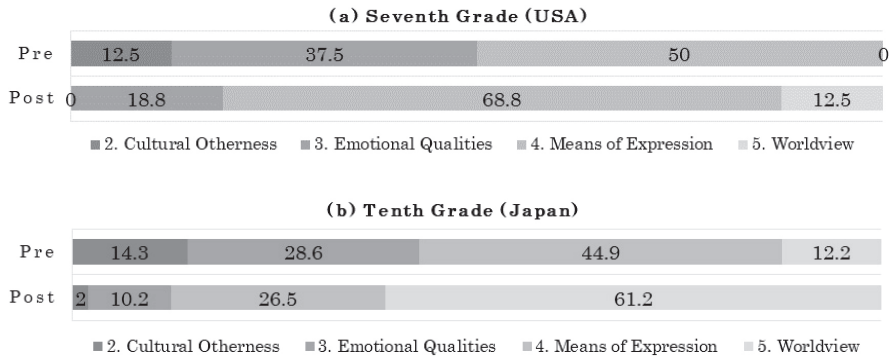 (a) Seventh Grade (USA)
Pre 12.5 37.5 50 0
Post 0 18.8 68.8 12.5
2. Cultural Otherness 3. Emotional Qualities 4. Means of Expression 5. Worldview
(b) Tenth Grade (Japan)
Pre 14.3 28.6 44.9 12.2
Post 2 10.2 26.5 61.2
2. Cultural Otherness 3. Emotional Qualities 4. Means of Expression 5. Worldview